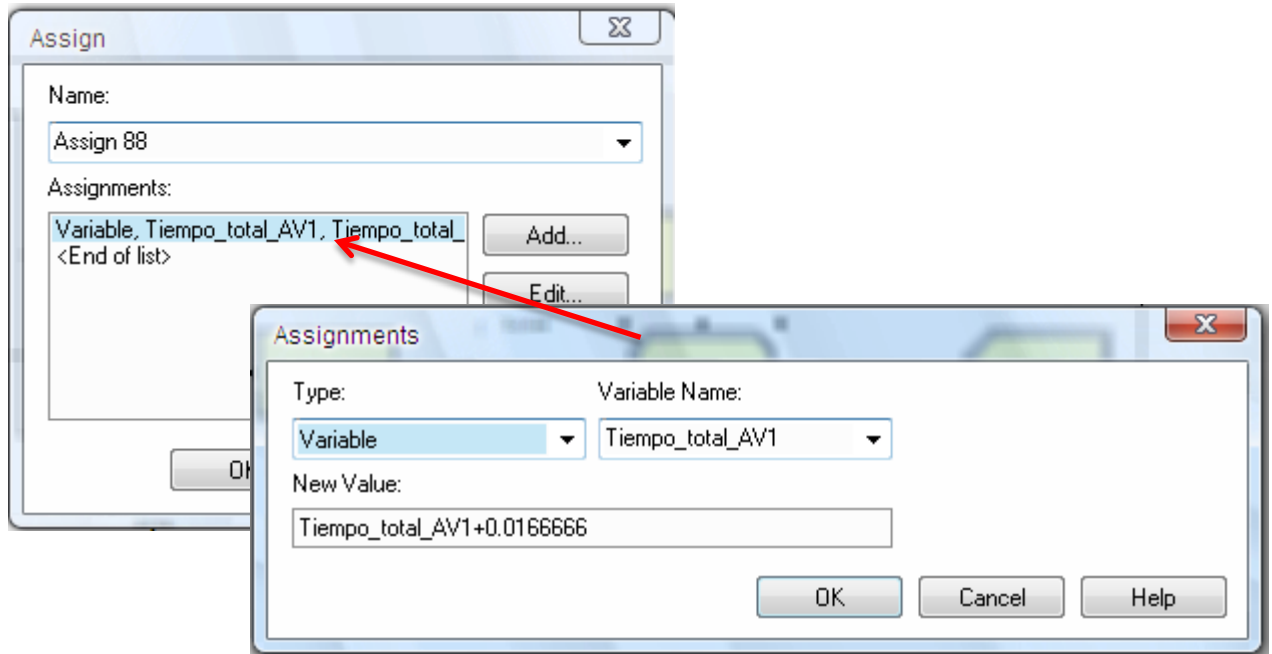 Assign
Name:
Assign 88
Assignments:
Variable, Tiempo_total_AV1, Tiempo_total_
<End of list>
Add...
Edit...
Assignments
Type:
Variable Name:
Variable
Tiempo_total_AV1
New Value:
Tiempo_total_AV1+0.0166666
OK
Cancel
Help